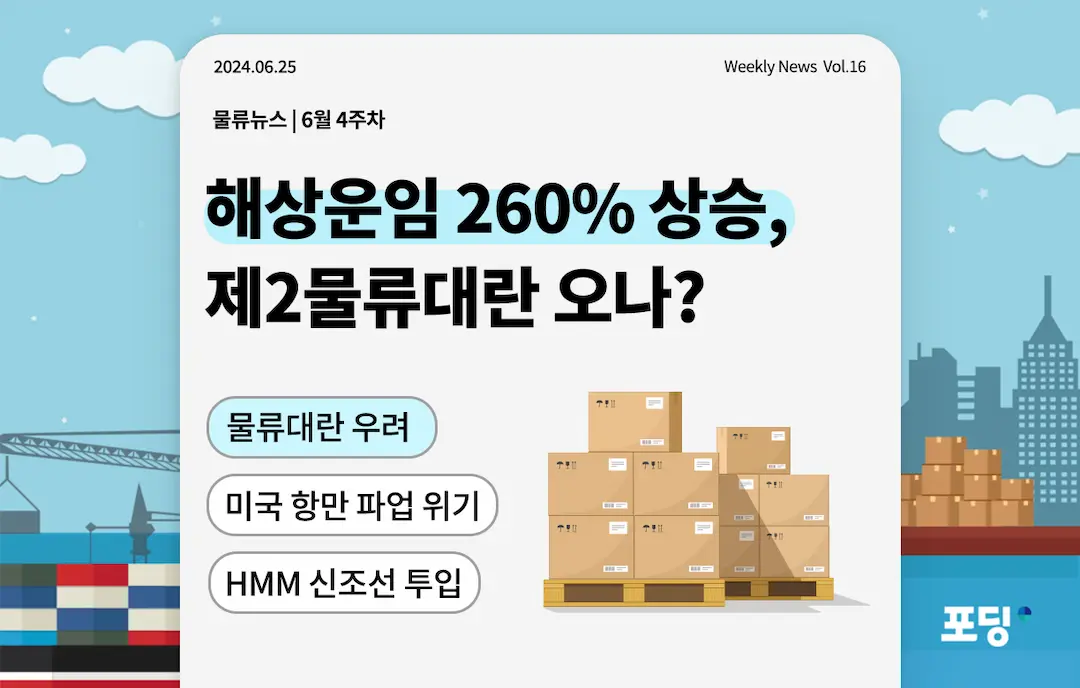 2024.06.25
Weekly News Vol.16
물류뉴스 | 6월 4주차
해상운임 260% 상승,
제2물류대란 오나?
물류대란 우려
미국 항만 파업 위기
HMM 신조선 투입
포딩